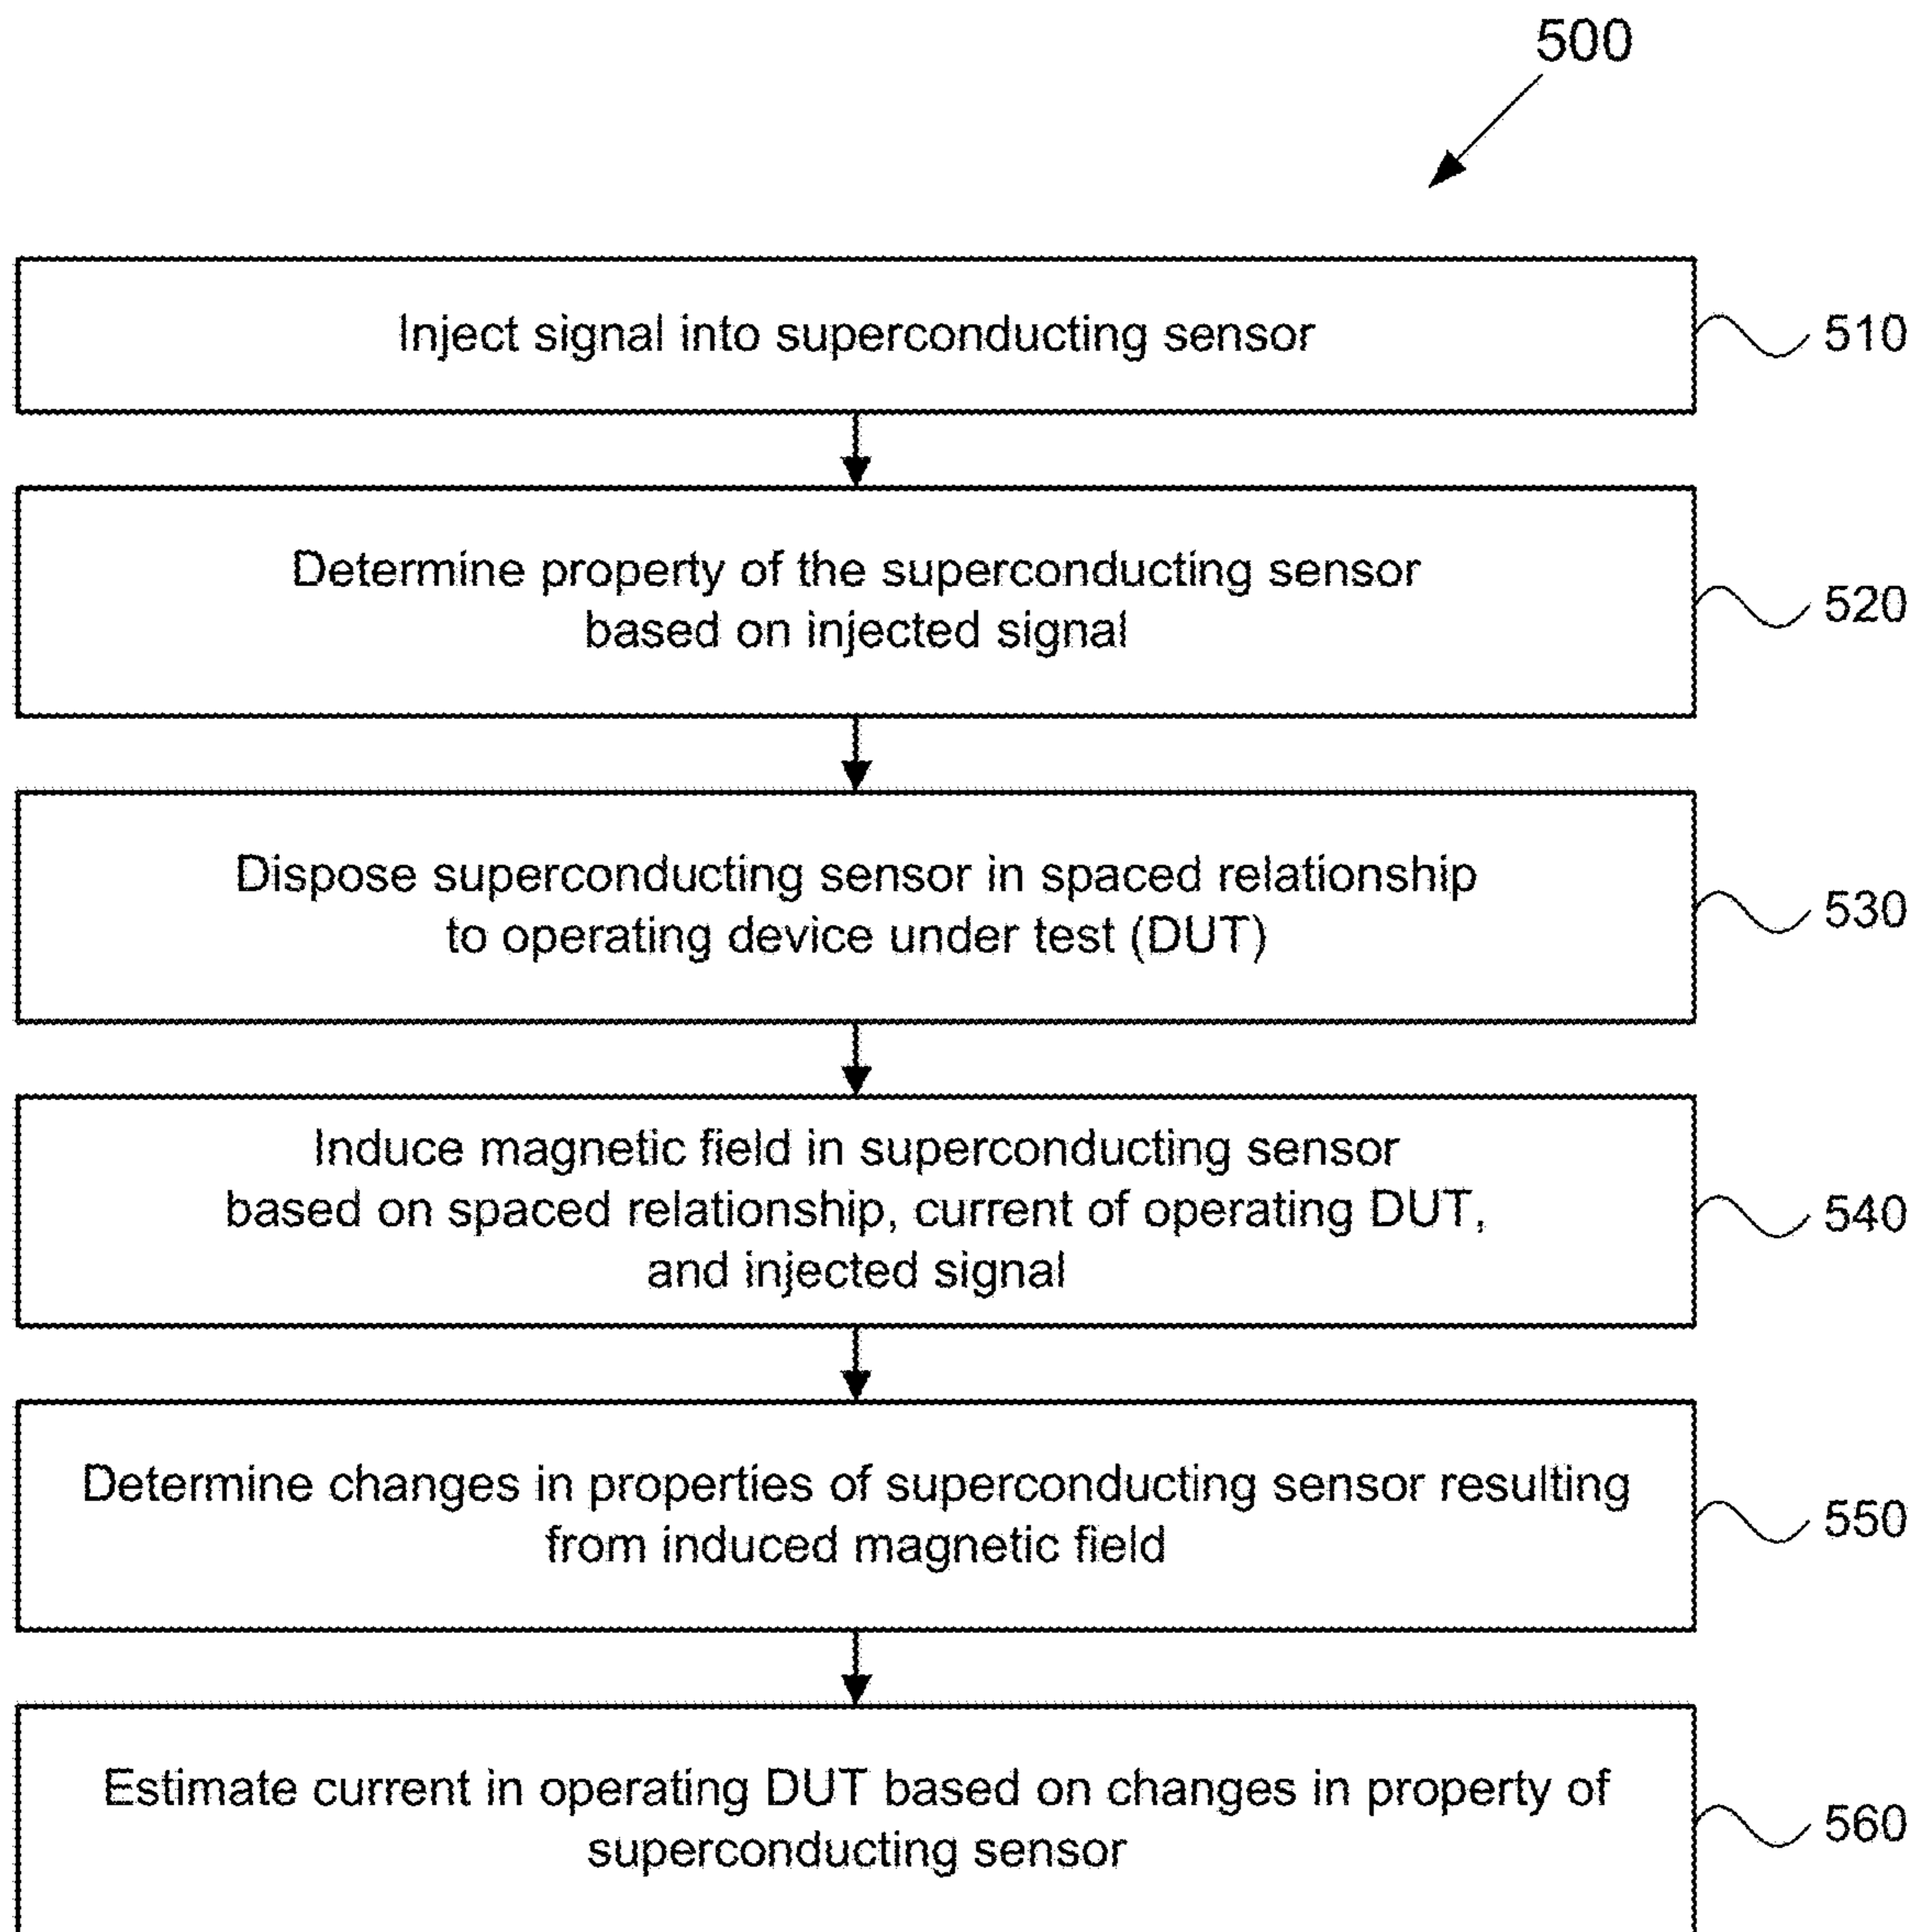 500
Inject signal into superconducting sensor
510
Determine property of the superconducting sensor
based on injected signal
520
Dispose superconducting sensor in spaced relationship
to operating device under test (DUT)
530
Induce magnetic field in superconducting sensor
based on spaced relationship, current of operating DUT,
and injected signal
540
Determine changes in properties of superconducting sensor resulting
from induced magnetic field
550
Estimate current in operating DUT based on changes in property of
superconducting sensor
560